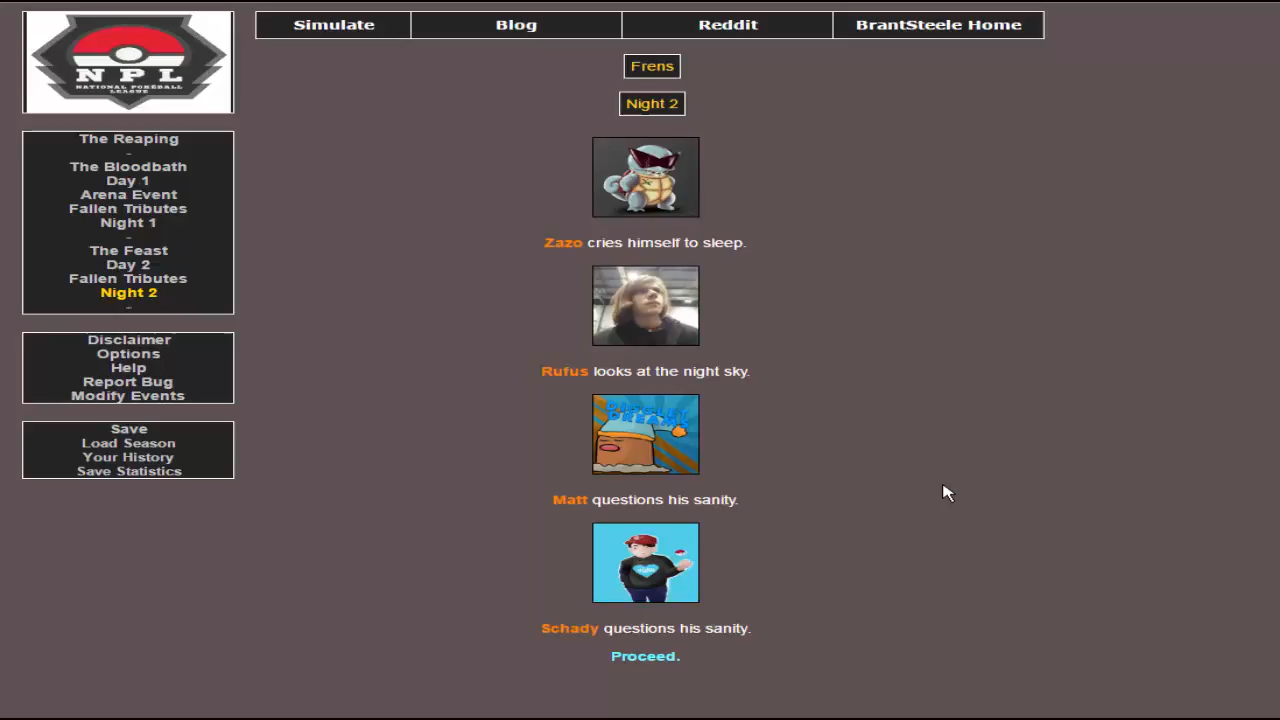 NPL
NATIONAL POKÉBALL
LEAGUE
Simulate
Blog
Reddit
BrantSteele Home
Frens
Night 2
The Reaping
-
The Bloodbath
Day 1
Arena Event
Fallen Tributes
Night 1
-
The Feast
Day 2
Fallen Tributes
Night 2
-
Disclaimer
Options
Help
Report Bug
Modify Events
Save
Load Season
Your History
Save Statistics
Zazo cries himself to sleep.
Rufus looks at the night sky.
DIGGLET
DREAMS
Matt questions his sanity.
Schady questions his sanity.
Proceed.